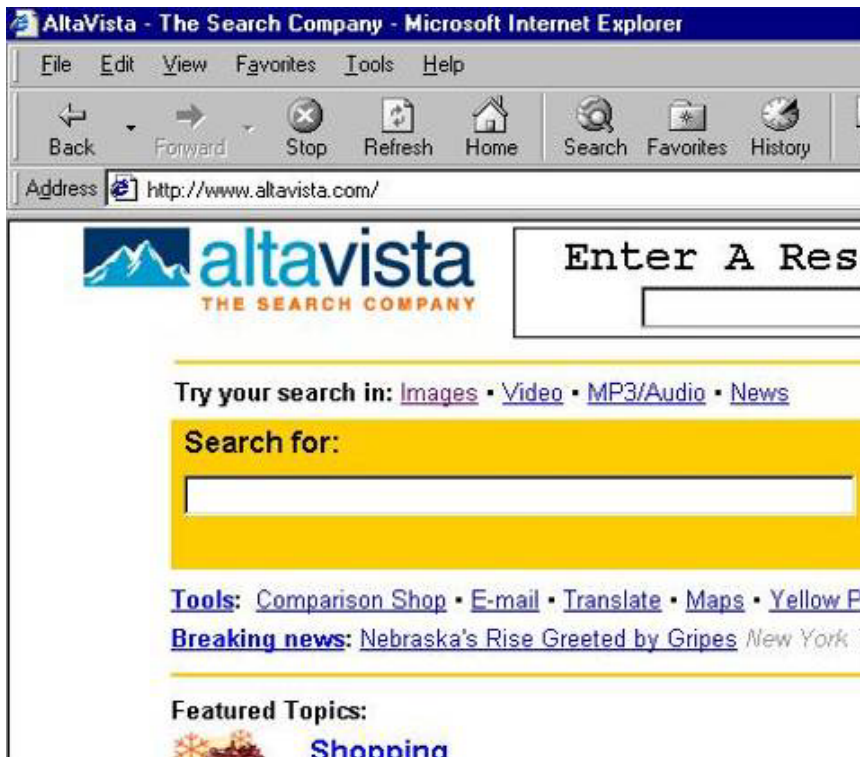 AltaVista - The Search Company - Microsoft Internet Explorer
File Edit View Favorites Tools Help
Back Forward Stop Refresh Home Search Favorites History
Address http://www.altavista.com/
altavista
THE SEARCH COMPANY
Enter A Res
Try your search in: Images • Video • MP3/Audio • News
Search for:
Tools: Comparison Shop • E-mail • Translate • Maps • Yellow P
Breaking news: Nebraska's Rise Greeted by Gripes New York
Featured Topics:
Shopping